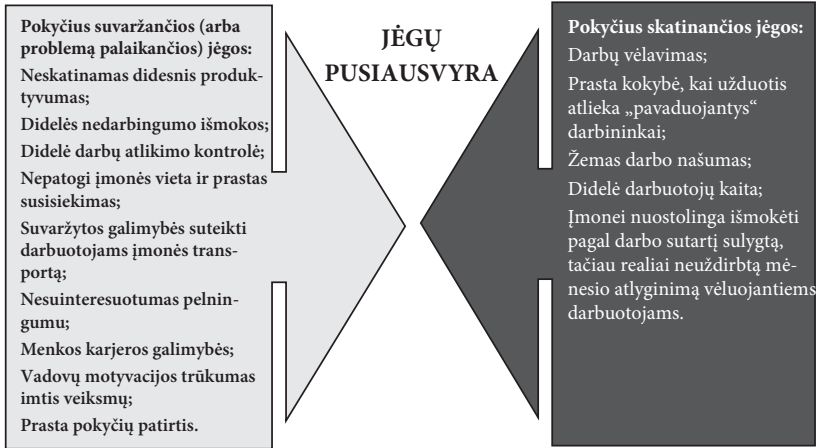 Pokyčius suvaržančios (arba
problemą palaikančios) jėgos:
Neskatinamas didesnis produk-
tyvumas;
Didelės nedarbingumo išmokos;
Didelė darbų atlikimo kontrolė;
Nepatogi įmonės vieta ir prastas
susisiekimas;
Suvaržytos galimybės suteikti
darbuotojams įmonės trans-
portą;
Nesuinteresuotumas pelnin-
gumu;
Menkos karjeros galimybės;
Vadovų motyvacijos trūkumas
imtis veiksmų;
Prasta pokyčių patirtis.
JĖGŲ
PUSIAUSVYRA
Pokyčius skatinančios jėgos:
Darbų vėlavimas;
Prasta kokybė, kai užduotis
atlieka „pavaduojantys“
darbininkai;
Žemas darbo našumas;
Didelė darbuotojų kaita;
Įmonei nuostolinga išmokėti
pagal darbo sutartį sulygtą,
tačiau realiai neuždirbtą mė-
nesio atlyginimą vėluojantiems
darbuotojams.